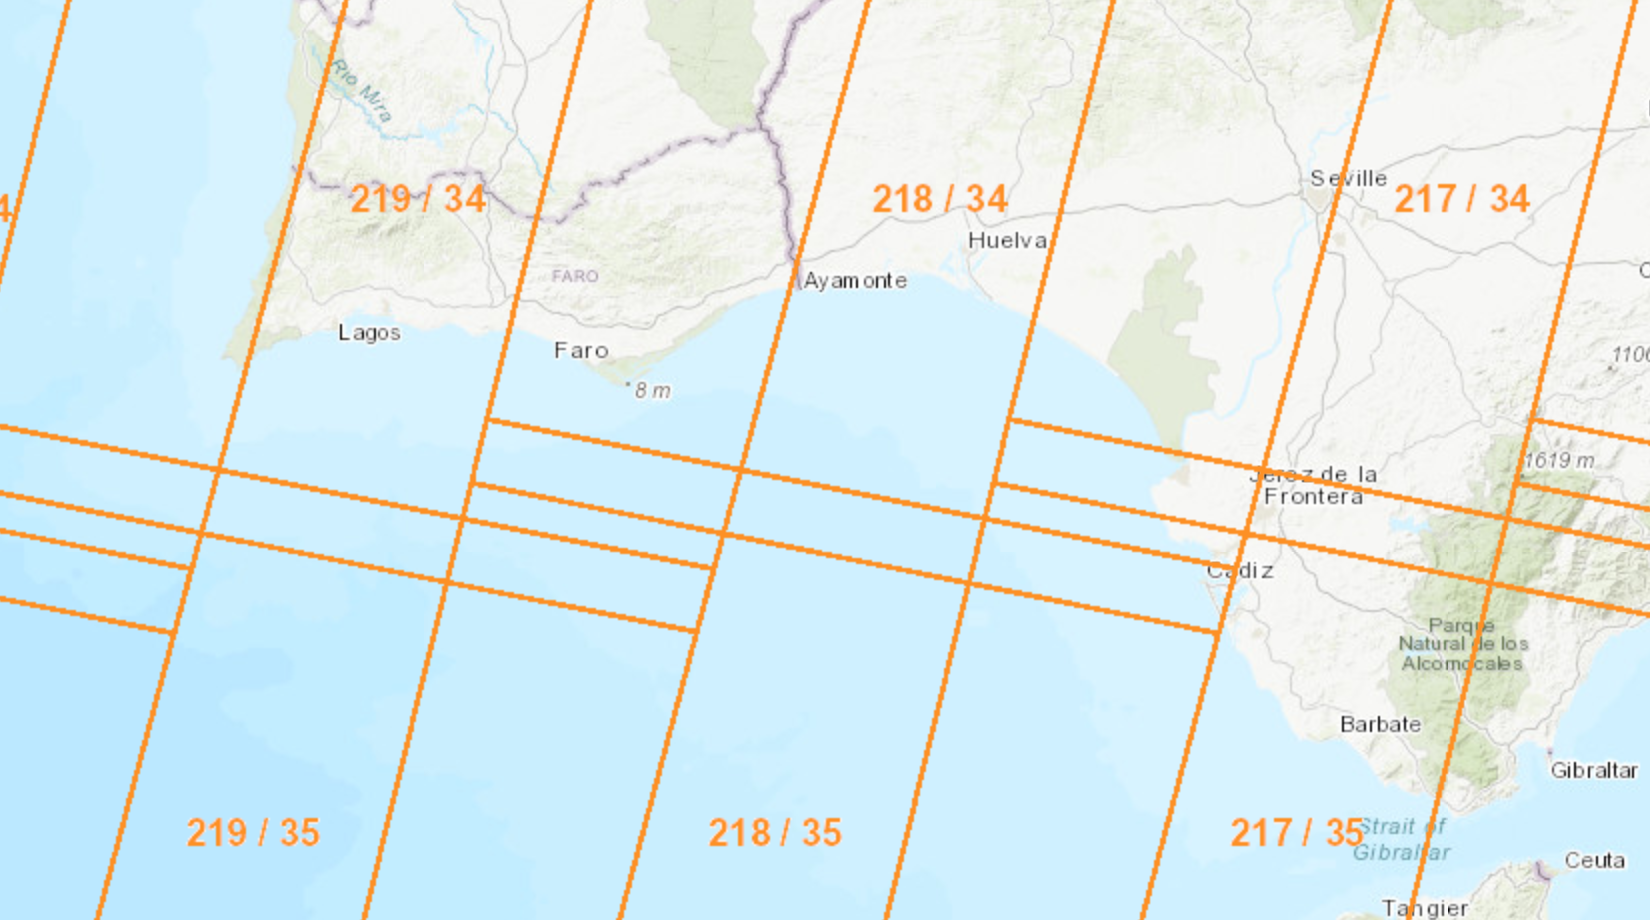 Rio Mira
4
219 / 34
218 / 34
Seville
217 / 34
Huelva
FARO
Ayamonte
Lagos
Faro
8 m
1619 m
Jerez de la
Frontera
Cadiz
Parque
Natural de los
Alcornocales
Barbate
Gibraltar
219 / 35
218 / 35
217 / 35
Strait of
Gibraltar
Ceuta
Tangier